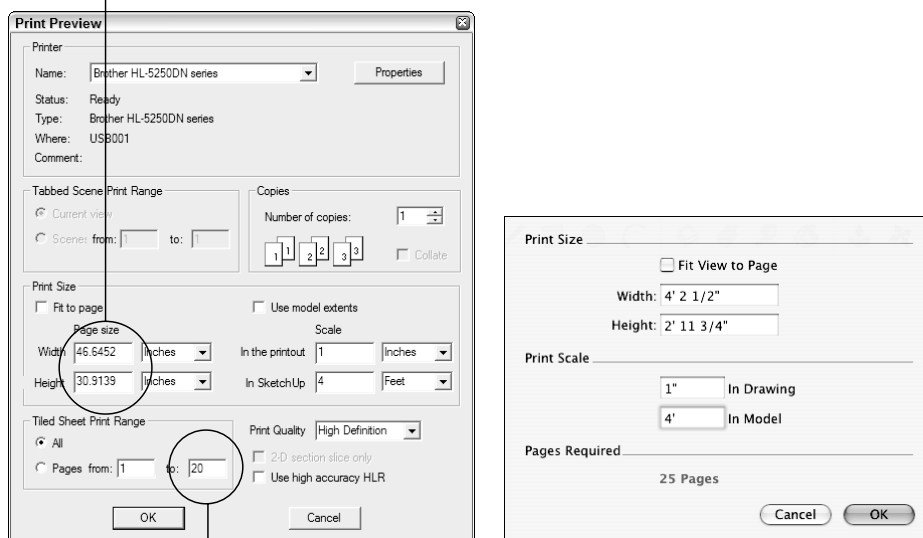 Print Preview
Printer
Name: Brother HL-5250DN series Properties
Status: Ready
Type: Brother HL-5250DN series
Where: USB001
Comment:
Tabbed Scene Print Range
Current view
Scenes from: 1 to: 1
Copies
Number of copies: 1
1 1 2 2 3 3
Collate
Print Size
Fit to page Use model extents
Page size Scale
Width 46.6452 Inches In the printout 1 Inches
Height 30.9139 Inches In SketchUp 4 Feet
Tiled Sheet Print Range
All
Pages from: 1 to: 20
Print Quality High Definition
2-D section slice only
Use high accuracy HLR
OK Cancel
Print Size
Fit View to Page
Width: 4' 2 1/2"
Height: 2' 11 3/4"
Print Scale
1" In Drawing
4' In Model
Pages Required
25 Pages
Cancel OK